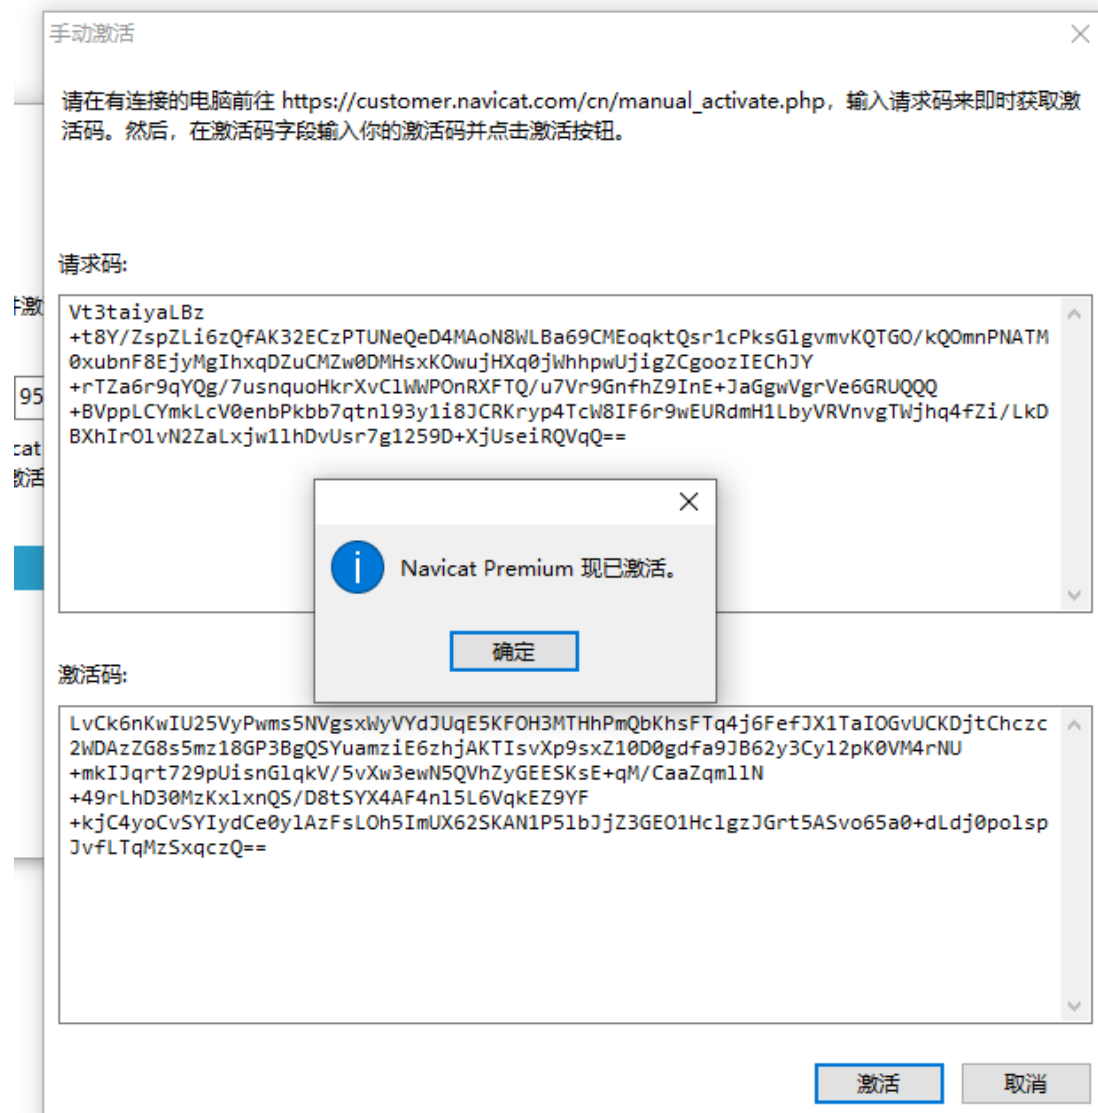 手动激活
请在有连接的电脑前往 https://customer.navicat.com/cn/manual_activate.php，输入请求码来即时获取激
活码。然后，在激活码字段输入你的激活码并点击激活按钮。
请求码:
Vt3taiyaLBz
+t8Y/ZspZLi6zQfAK32ECzPTUNeQeD4MAoN8WLBa69CMEoqktQsr1cPksGlgvmvKQTGO/kQOmnPNATM
0xubnF8EjyMgIhxqDZuCMZw0DMHsxKOwujHXq0jWhhpwUjigZCgoozIEChJY
+rTZa6r9qYQg/7usnquoHkrXvClWWPOnRXFTQ/u7Vr9GnfhZ9InE+JaGgwVgrVe6GRUQQQ
+BVppLCYmkLcV0enbPkbb7qtnl93y1i8JCRKryp4TcW8IF6r9wEURdmH1LbyVRVnvgTWjhq4fZi/LkD
BXhIrOlvN2ZaLxjw1lhDvUsr7g1259D+XjUseiRQVqQ==
95
cat
Navicat Premium 现已激活。
确定
激活码:
LvCk6nKwIU25VyPwms5NVgsxWyVYdJUqE5KFOH3MTHhPmQbKhsFTq4j6FefJX1TaIOGvUCKDjtChczc
2WDAzZG8s5mz18GP3BgQSYuamziE6zhjAKTIsvXp9sxZ10D0gdfa9JB62y3Cyl2pK0VM4rNU
+mkIJqrt729pUisnGlqkV/5vXw3ewN5QVhZyGEESKsE+qM/CaaZqmllN
+49rLhD30MzKxlxnQS/D8tSYX4AF4nl5L6VqkEZ9YF
+kjC4yoCvSYIydCe0ylAzFsLOh5ImUX62SKAN1P5lbJjZ3GEO1HclgzJGrt5ASvo65a0+dLdj0polsp
JvfLTqMzSxqczQ==
激活
取消